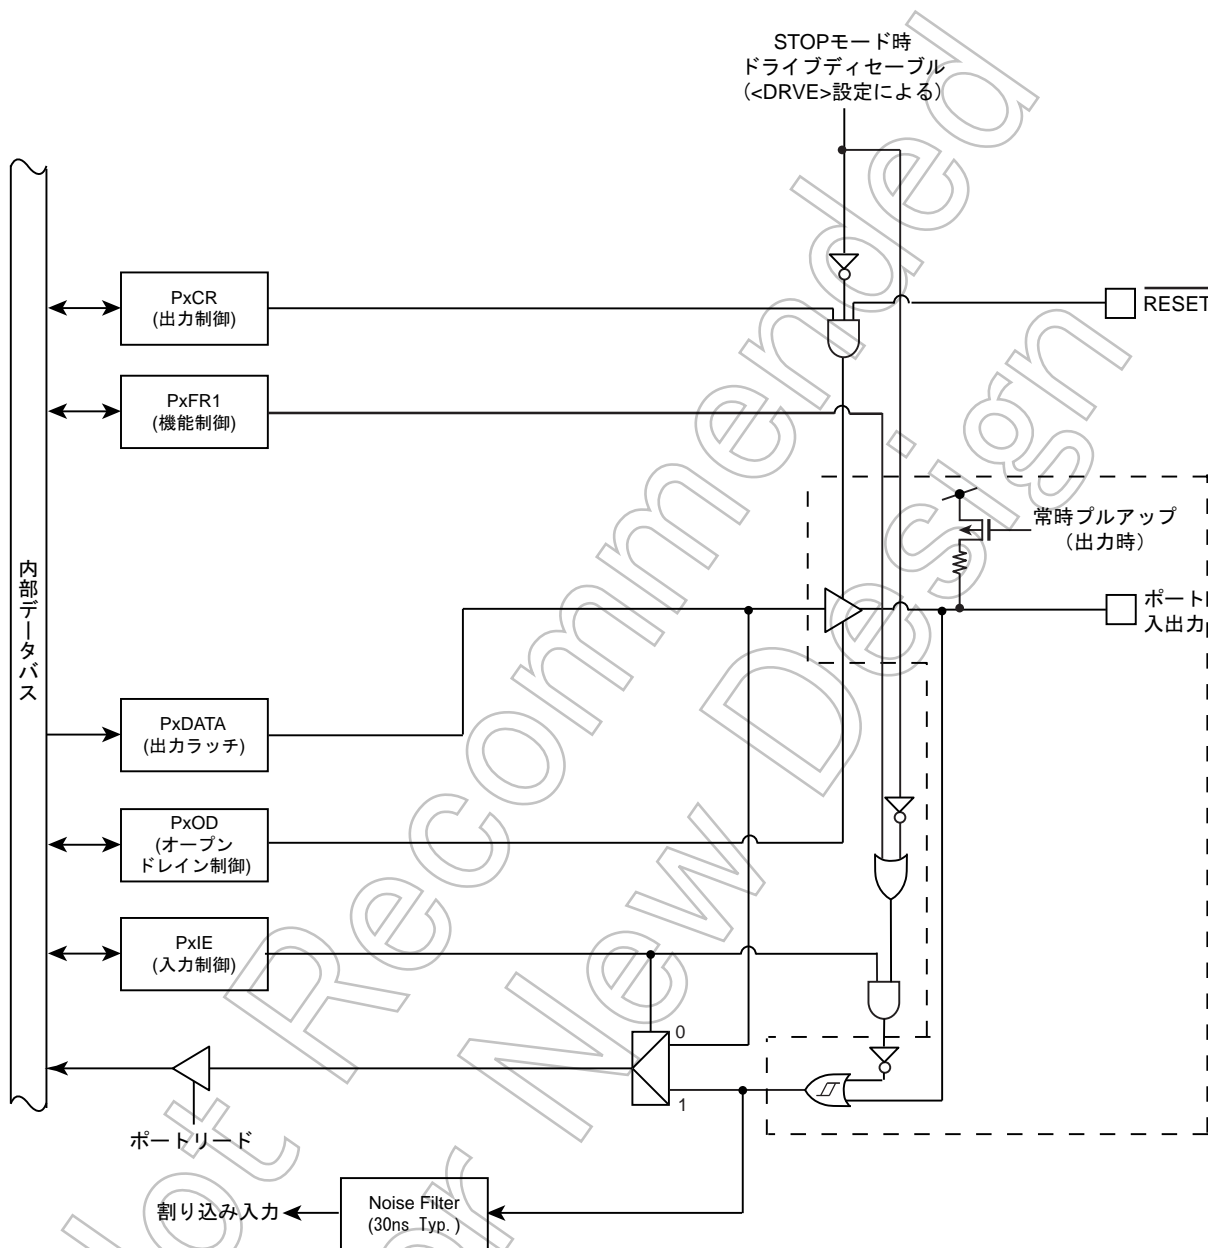 STOPモード時
ドライブディセーブル
(<DRVE>設定による)
PxCR
(出力制御)
RESET
PxFR1
(機能制御)
常時プルアップ
(出力時)
内部データバス
ポート
入出力
PxDATA
(出力ラッチ)
PxOD
(オープン
ドレイン制御)
PxIE
(入力制御)
0
1
ポートリード
割り込み入力
Noise Filter
(30ns Typ.)
Not Recommended
for New Design